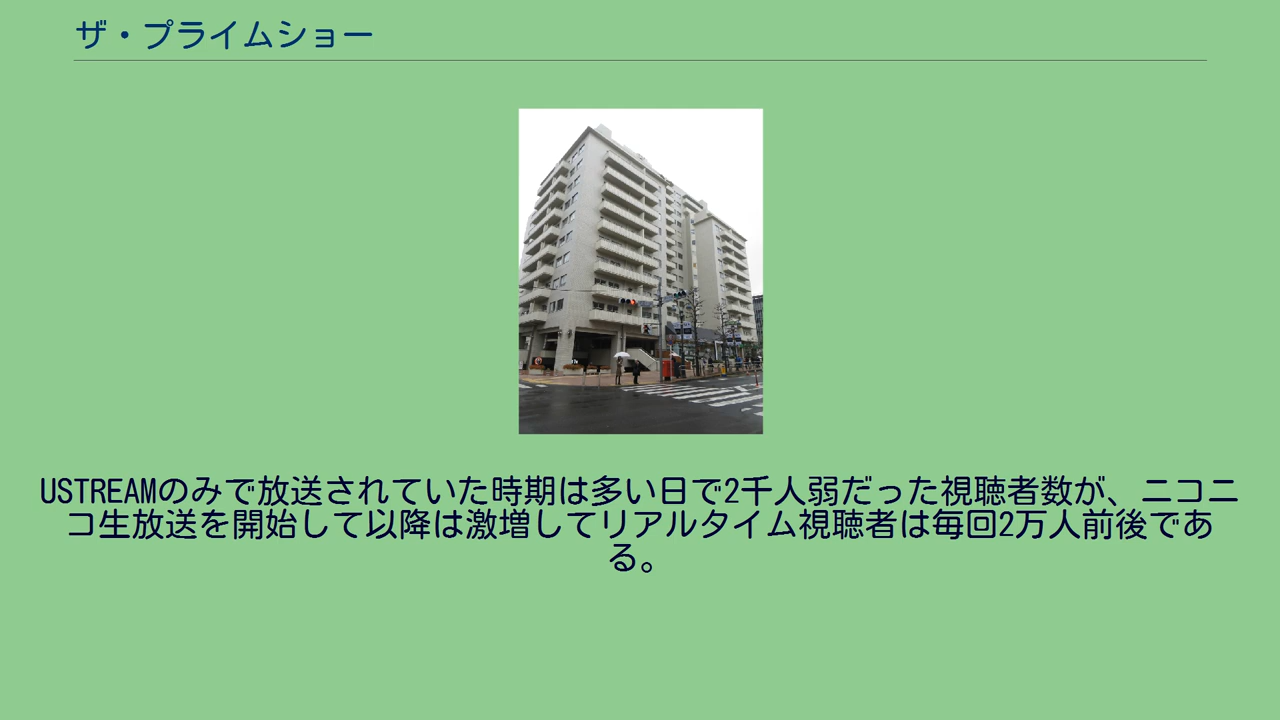 ザ・プライムショー
USTREAMのみで放送されていた時期は多い日で2千人弱だった視聴者数が、ニコニ
コ生放送を開始して以降は激増してリアルタイム視聴者は毎回2万人前後であ
る。